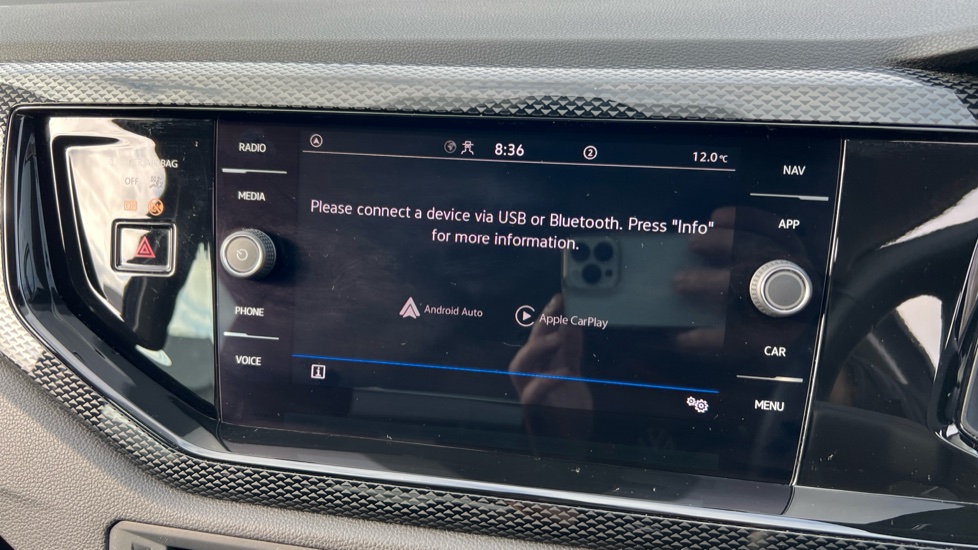 RADIO
MEDIA
PHONE
VOICE
OFF
8:36
2
12.0°C
Please connect a device via USB or Bluetooth. Press "Info"
for more information.
Android Auto
Apple CarPlay
NAV
APP
CAR
MENU